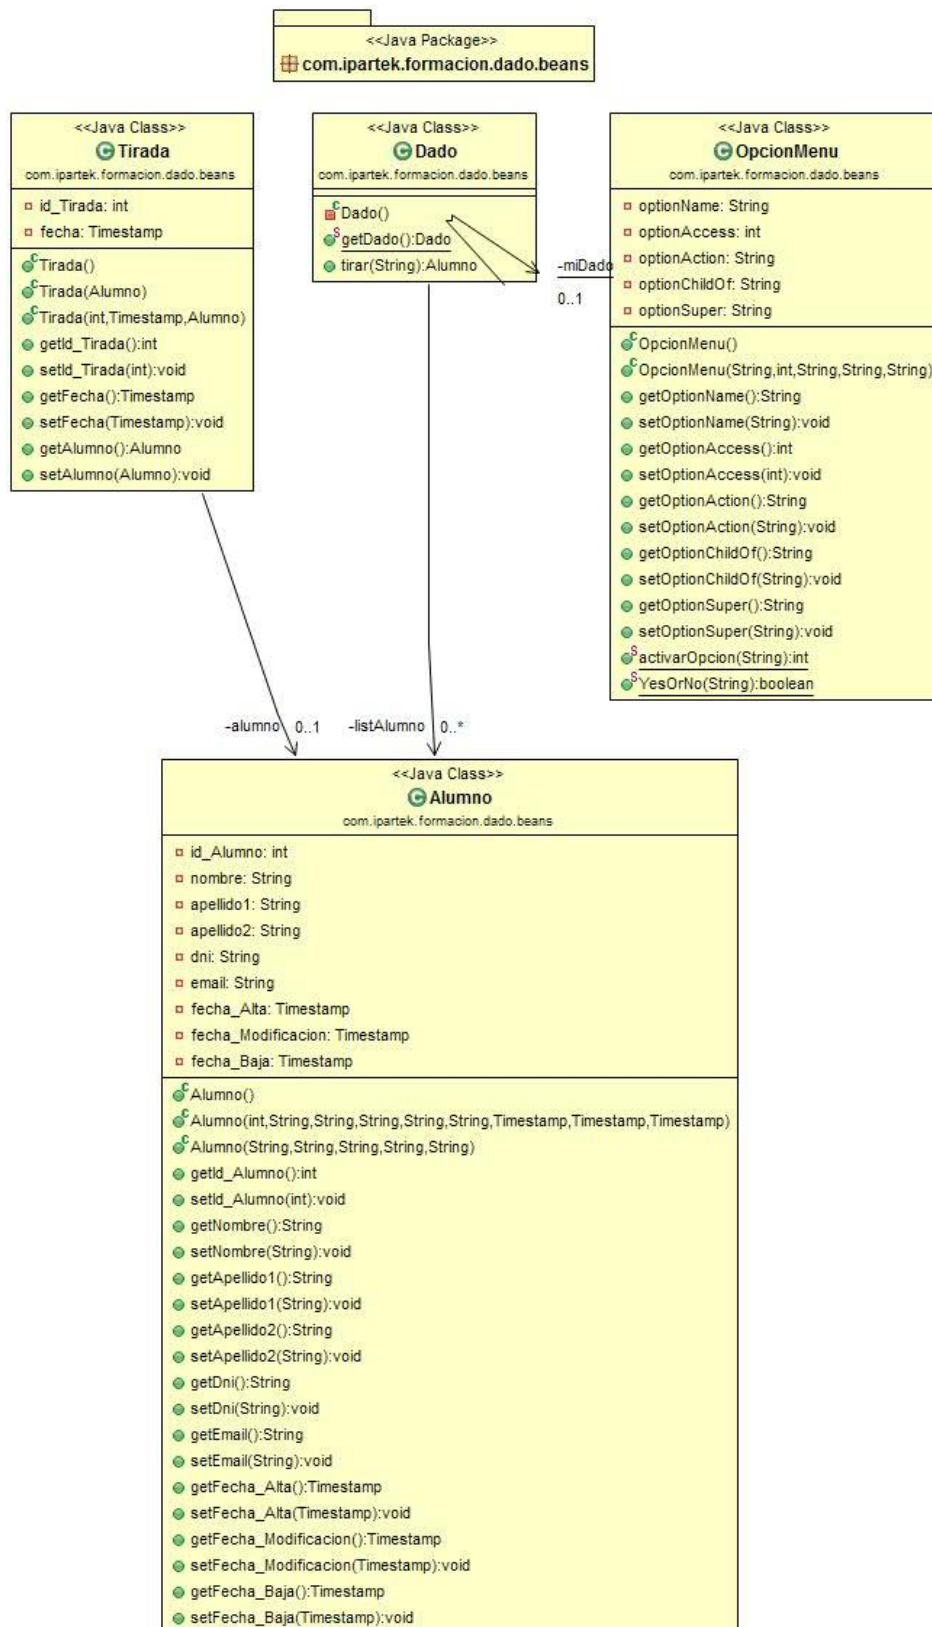 <<Java Package>>
com.ipartek.formacion.dado.beans
<<Java Class>>
Tirada
com.ipartek.formacion.dado.beans
id_Tirada: int
fecha: Timestamp
Tirada()
Tirada(Alumno)
Tirada(int,Timestamp,Alumno)
getId_Tirada():int
setId_Tirada(int):void
getFecha():Timestamp
setFecha(Timestamp):void
getAlumno():Alumno
setAlumno(Alumno):void
<<Java Class>>
Dado
com.ipartek.formacion.dado.beans
Dado()
getDado():Dado
tirar(String):Alumno
-miDado
0..1
<<Java Class>>
OpcionMenu
com.ipartek.formacion.dado.beans
optionName: String
optionAccess: int
optionAction: String
optionChildOf: String
optionSuper: String
OpcionMenu()
OpcionMenu(String,int,String,String,String)
getOptionName():String
setOptionName(String):void
getOptionAccess():int
setOptionAccess(int):void
getOptionAction():String
setOptionAction(String):void
getOptionChildOf():String
setOptionChildOf(String):void
getOptionSuper():String
setOptionSuper(String):void
activarOpcion(String):int
YesOrNo(String):boolean
-alumno 0..1
-listAlumno 0..*
<<Java Class>>
Alumno
com.ipartek.formacion.dado.beans
id_Alumno: int
nombre: String
apellido1: String
apellido2: String
dni: String
email: String
fecha_Alta: Timestamp
fecha_Modificacion: Timestamp
fecha_Baja: Timestamp
Alumno()
Alumno(int,String,String,String,String,String,Timestamp,Timestamp,Timestamp)
Alumno(String,String,String,String,String)
getId_Alumno():int
setId_Alumno(int):void
getNombre():String
setNombre(String):void
getApellido1():String
setApellido1(String):void
getApellido2():String
setApellido2(String):void
getDni():String
setDni(String):void
getEmail():String
setEmail(String):void
getFecha_Alta():Timestamp
setFecha_Alta(Timestamp):void
getFecha_Modificacion():Timestamp
setFecha_Modificacion(Timestamp):void
getFecha_Baja():Timestamp
setFecha_Baja(Timestamp):void